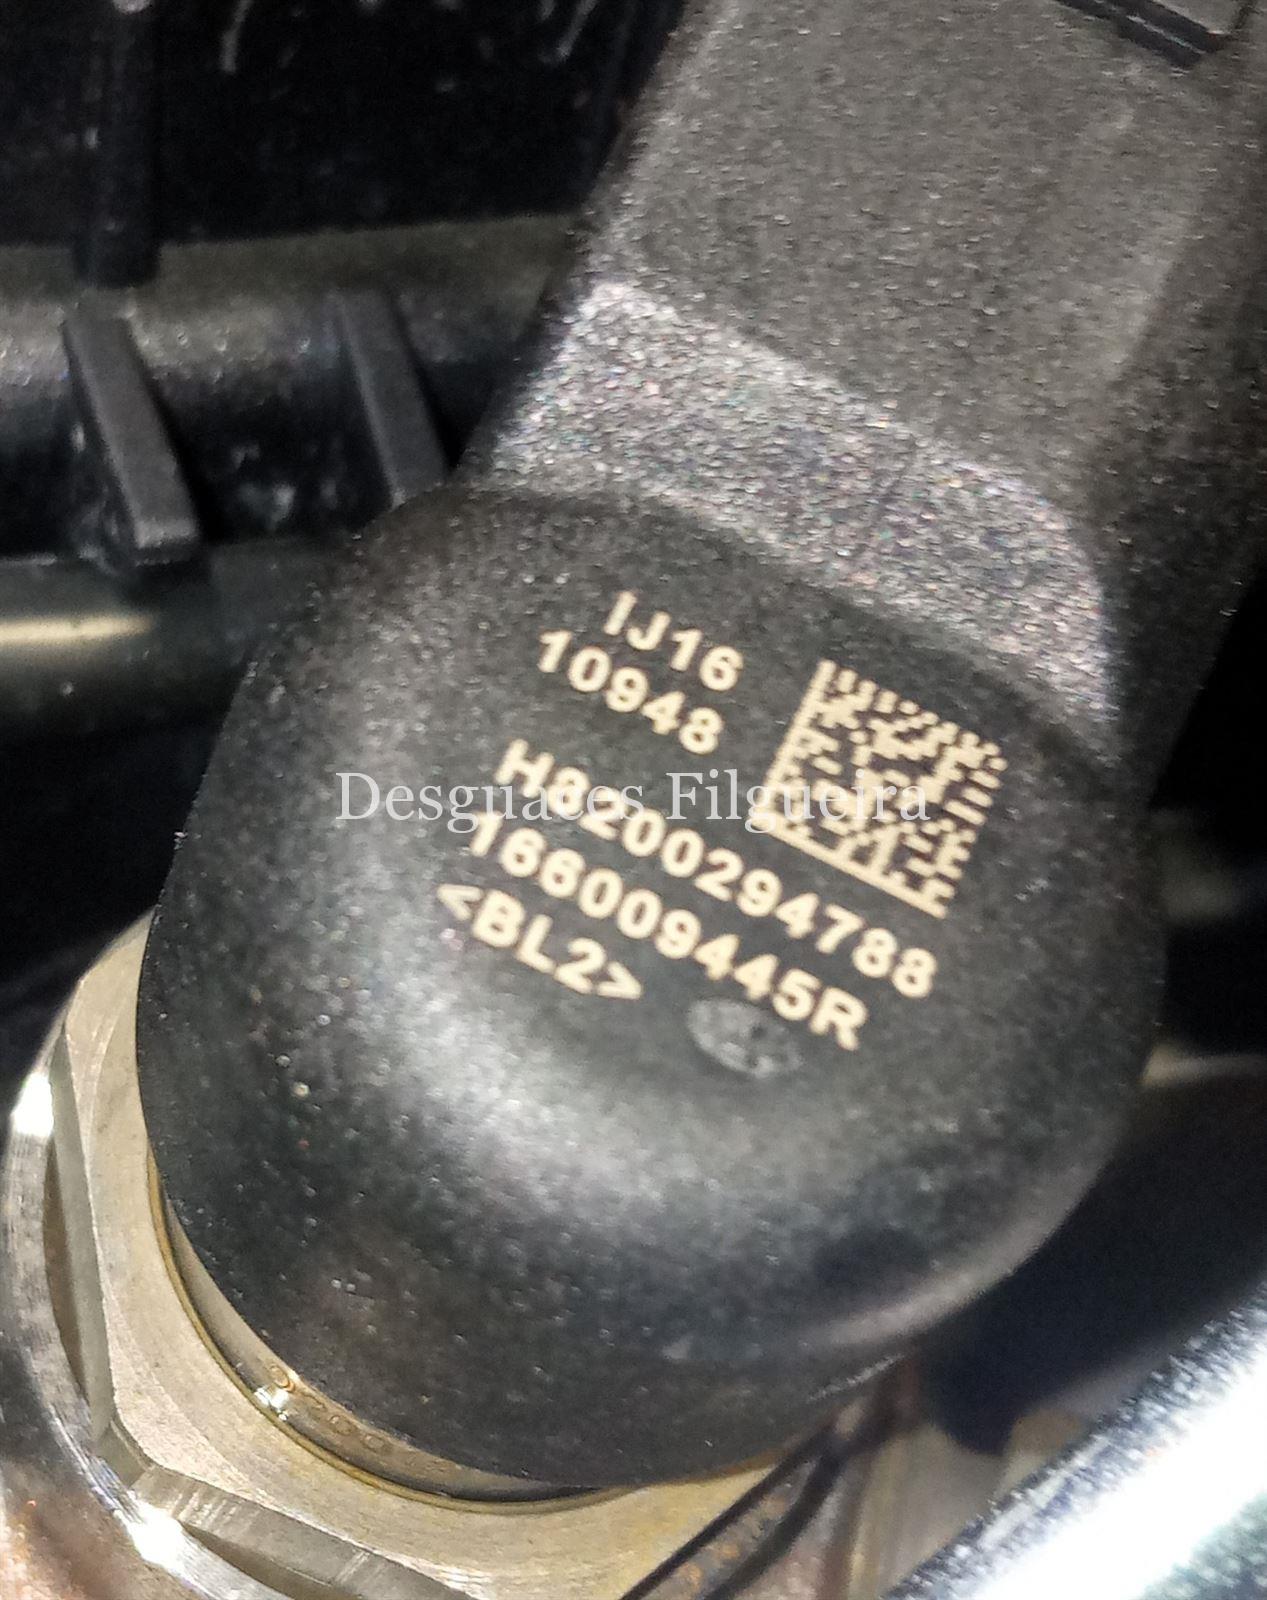 IJ16
10948
H8200294788
166009445R
<BL2>
Desguaces Filgueira